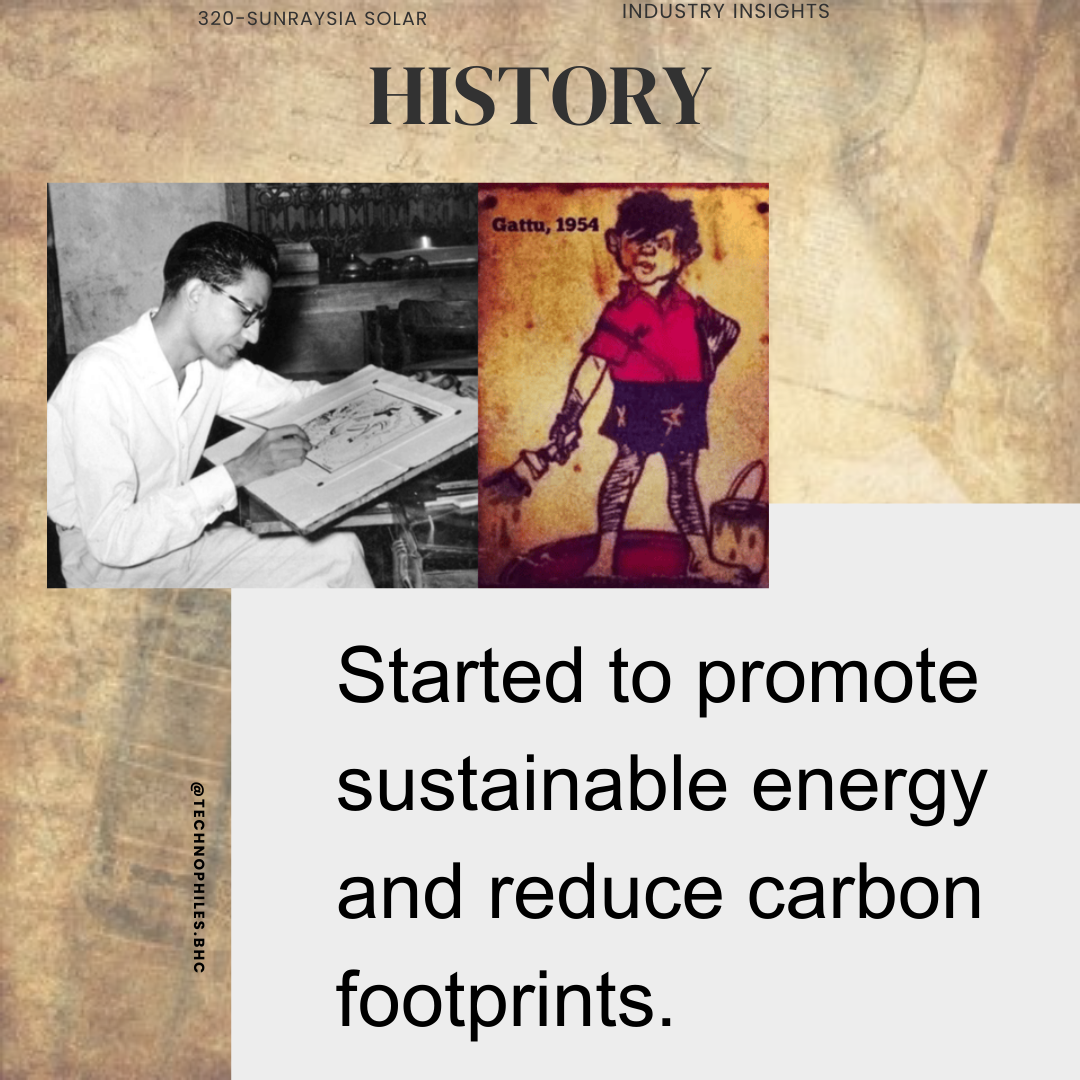 320-SUNRAYSIA SOLAR
INDUSTRY INSIGHTS
HISTORY
Gattu, 1954
Started to promote
sustainable energy
and reduce carbon
footprints.
@TECHNOPHILES.BHC